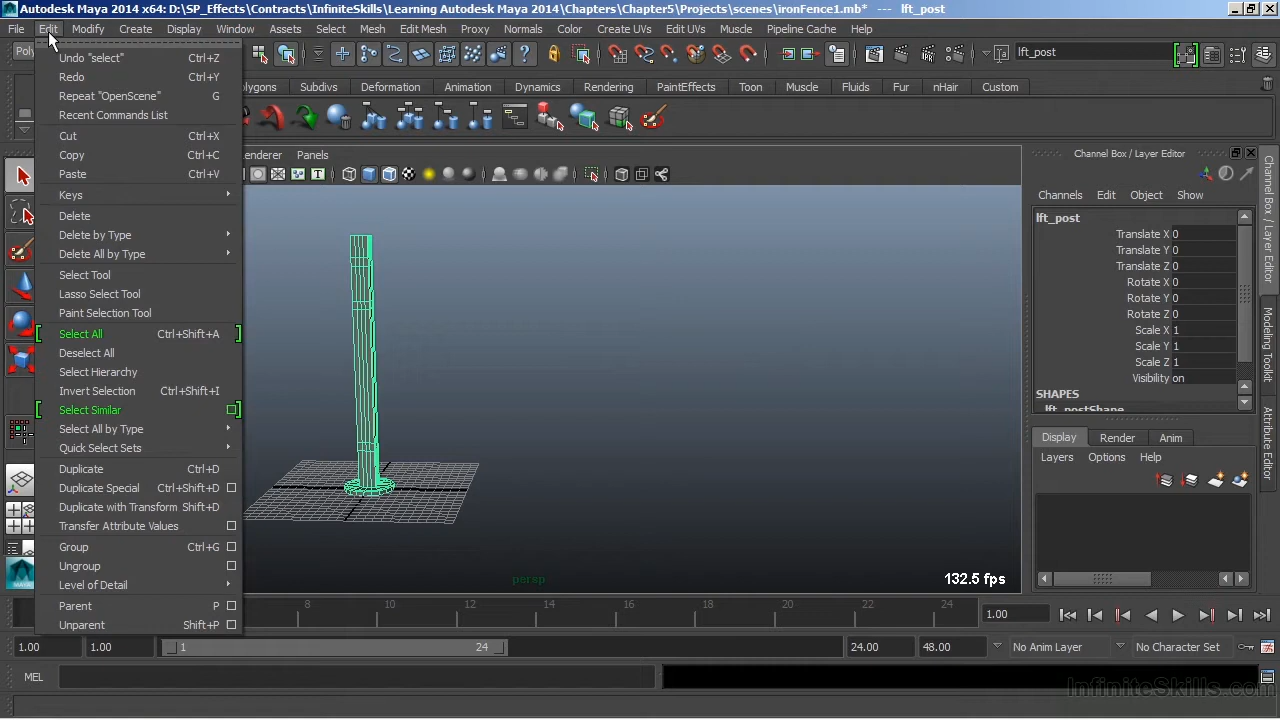 Autodesk Maya 2014 x64: D:\SP_Effects\Contracts\InfiniteSkills\Learning Autodesk Maya 2014\Chapters\Chapter5\Projects\scenes\ironFence1.mb* --- lft_post
File Edit Modify Create Display Window Assets Select Mesh Edit Mesh Proxy Normals Color Create UVs Edit UVs Muscle Pipeline Cache Help
lft_post
Subdivs Deformation Animation Dynamics Rendering PaintEffects Toon Muscle Fluids Fur nHair Custom
Panels
Undo "select" Ctrl+Z
Redo Ctrl+Y
Repeat "OpenScene" G
Recent Commands List
Cut Ctrl+X
Copy Ctrl+C
Paste Ctrl+V
Keys
Delete
Delete by Type
Delete All by Type
Select Tool
Lasso Select Tool
Paint Selection Tool
Select All Ctrl+Shift+A
Deselect All
Select Hierarchy
Invert Selection Ctrl+Shift+I
Select Similar
Select All by Type
Quick Select Sets
Duplicate Ctrl+D
Duplicate Special Ctrl+Shift+D
Duplicate with Transform Shift+D
Transfer Attribute Values
Group Ctrl+G
Ungroup
Level of Detail
Parent P
Unparent Shift+P
persp
132.5 fps
Channel Box / Layer Editor
Channels Edit Object Show
lft_post
Translate X 0
Translate Y 0
Translate Z 0
Rotate X 0
Rotate Y 0
Rotate Z 0
Scale X 1
Scale Y 1
Scale Z 1
Visibility on
SHAPES
lft_postShape
Display Render Anim
Layers Options Help
Channel Box / Layer Editor
Modeling Toolkit
Attribute Editor
8 10 12 14 16 18 20 22 24
1.00
1.00 1.00 1 24 24.00 48.00 No Anim Layer No Character Set
MEL
InfiniteSkills.com